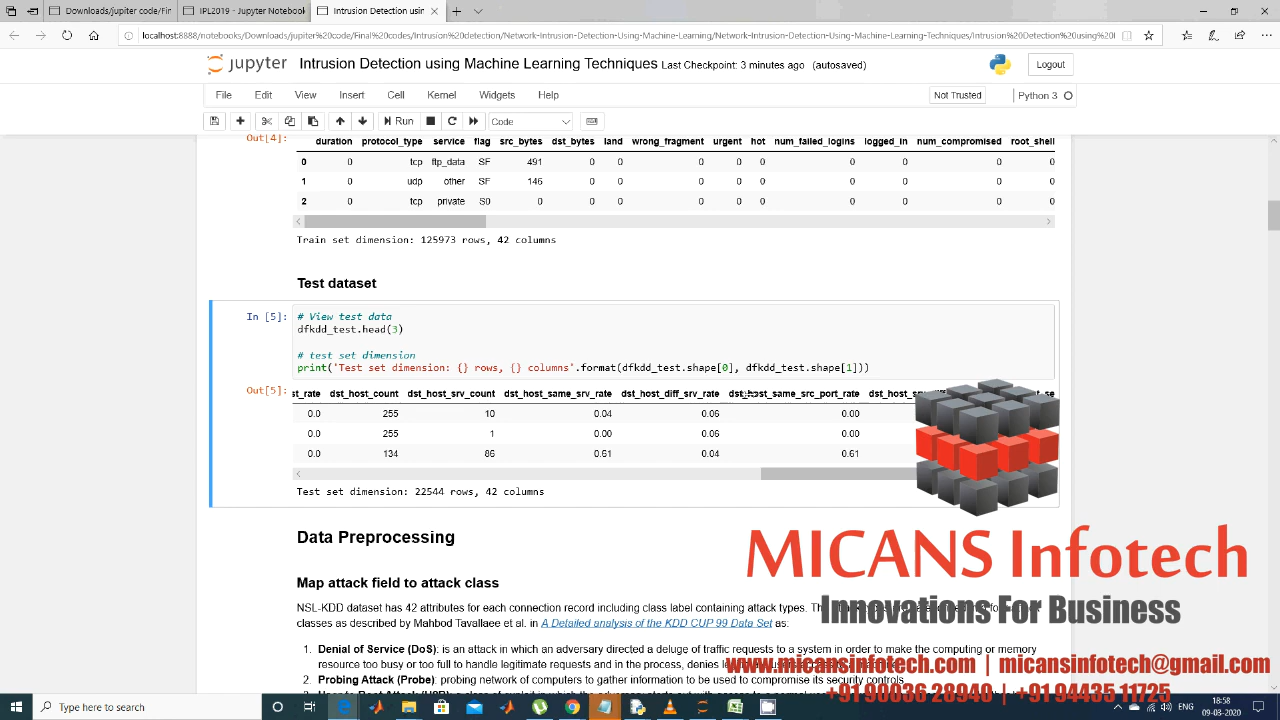 Downloads/jupiter code/Fin
IPL2019 - Jupyter Notebook
Intrusion Detection usin
localhost:8888/notebooks/Downloads/jupiter%20code/Final%20codes/Intrusion%20detection/Network-Intrusion-Detection-Using-Machine-Learning/Network-Intrusion-Detection-Using-Machine-Learning-Techniques/Intrusion%20Detection%20using%20
jupyter Intrusion Detection using Machine Learning Techniques Last Checkpoint: 3 minutes ago (autosaved) Logout
File Edit View Insert Cell Kernel Widgets Help Not Trusted Python 3
Run Code
Out[4]: duration protocol_type service flag src_bytes dst_bytes land wrong_fragment urgent hot num_failed_logins logged_in num_compromised root_shell
0 0 tcp ftp_data SF 491 0 0 0 0 0 0 0 0 0
1 0 udp other SF 146 0 0 0 0 0 0 0 0 0
2 0 tcp private S0 0 0 0 0 0 0 0 0 0 0
Train set dimension: 125973 rows, 42 columns
Test dataset
In [5]: # View test data
dfkdd_test.head(3)
# test set dimension
print('Test set dimension: {} rows, {} columns'.format(dfkdd_test.shape[0], dfkdd_test.shape[1]))
Out[5]: st_rate dst_host_count dst_host_srv_count dst_host_same_srv_rate dst_host_diff_srv_rate dst_host_same_src_port_rate
0.0 255 10 0.04 0.06 0.00
0.0 255 1 0.00 0.06 0.00
0.0 134 86 0.61 0.04 0.61
Test set dimension: 22544 rows, 42 columns
Data Preprocessing
Map attack field to attack class
NSL-KDD dataset has 42 attributes for each connection record including class label containing attack types.
classes as described by Mahbod Tavallaee et al. in A Detailed analysis of the KDD CUP 99 Data Set as:
1. Denial of Service (DoS): is an attack in which an adversary directed a deluge of traffic requests to a system in order to make the computing or memory
resource too busy or too full to handle legitimate requests and in the process, denies
2. Probing Attack (Probe): probing network of computers to gather information to be used to compromise its security controls.
MICANS Infotech
Innovations For Business
www.micansinfotech.com | micansinfotech@gmail.com
+91 90036 28940 | +91 94435 11725
Type here to search
ENG
18:58
09-03-2020